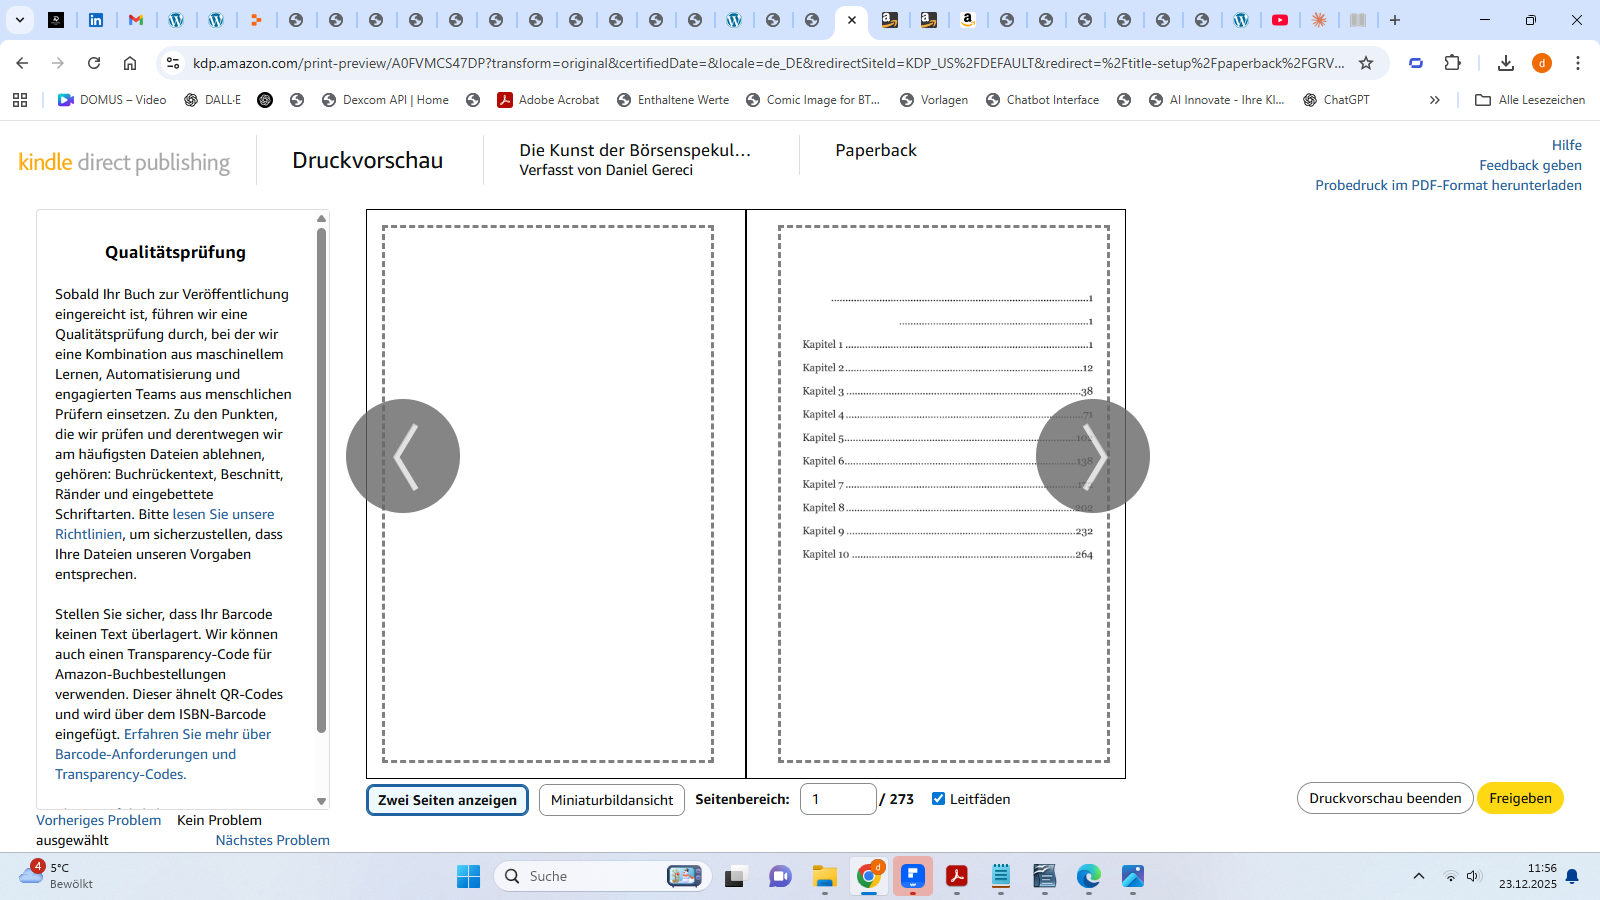 kdp.amazon.com/print-preview/A0FVMCS47DP?transform=original&certifiedDate=&locale=de_DE&redirectSiteId=KDP_US%2FDEFAULT&redirect=%2Ftitle-setup%2Fpaperback%2FGRV...
d
DOMUS – Video
DALL·E
Dexcom API | Home
Adobe Acrobat
Enthaltene Werte
Comic Image for BT...
Vorlagen
Chatbot Interface
AI Innovate - Ihre KI...
ChatGPT
Alle Lesezeichen
kindle direct publishing
Druckvorschau
Die Kunst der Börsenspekul...
Verfasst von Daniel Gereci
Paperback
Hilfe
Feedback geben
Probedruck im PDF-Format herunterladen
Qualitätsprüfung
Sobald Ihr Buch zur Veröffentlichung
eingereicht ist, führen wir eine
Qualitätsprüfung durch, bei der wir
eine Kombination aus maschinellem
Lernen, Automatisierung und
engagierten Teams aus menschlichen
Prüfern einsetzen. Zu den Punkten,
die wir prüfen und derentwegen wir
am häufigsten Dateien ablehnen,
gehören: Buchrückentext, Beschnitt,
Ränder und eingebettete
Schriftarten. Bitte lesen Sie unsere
Richtlinien, um sicherzustellen, dass
Ihre Dateien unseren Vorgaben
entsprechen.
Stellen Sie sicher, dass Ihr Barcode
keinen Text überlagert. Wir können
auch einen Transparency-Code für
Amazon-Buchbestellungen
verwenden. Dieser ähnelt QR-Codes
und wird über dem ISBN-Barcode
eingefügt. Erfahren Sie mehr über
Barcode-Anforderungen und
Transparency-Codes.
Vorheriges Problem Kein Problem
ausgewählt Nächstes Problem
..........1
..........1
Kapitel 1 ..........1
Kapitel 2..........12
Kapitel 3 ..........38
Kapitel 4 ..........71
Kapitel 5..........
Kapitel 6..........138
Kapitel 7 ..........
Kapitel 8..........202
Kapitel 9 ..........232
Kapitel 10 ..........264
Zwei Seiten anzeigen
Miniaturbildansicht
Seitenbereich: 1 / 273
Leitfäden
Druckvorschau beenden
Freigeben
4
5°C
Bewölkt
Suche
d
11:56
23.12.2025